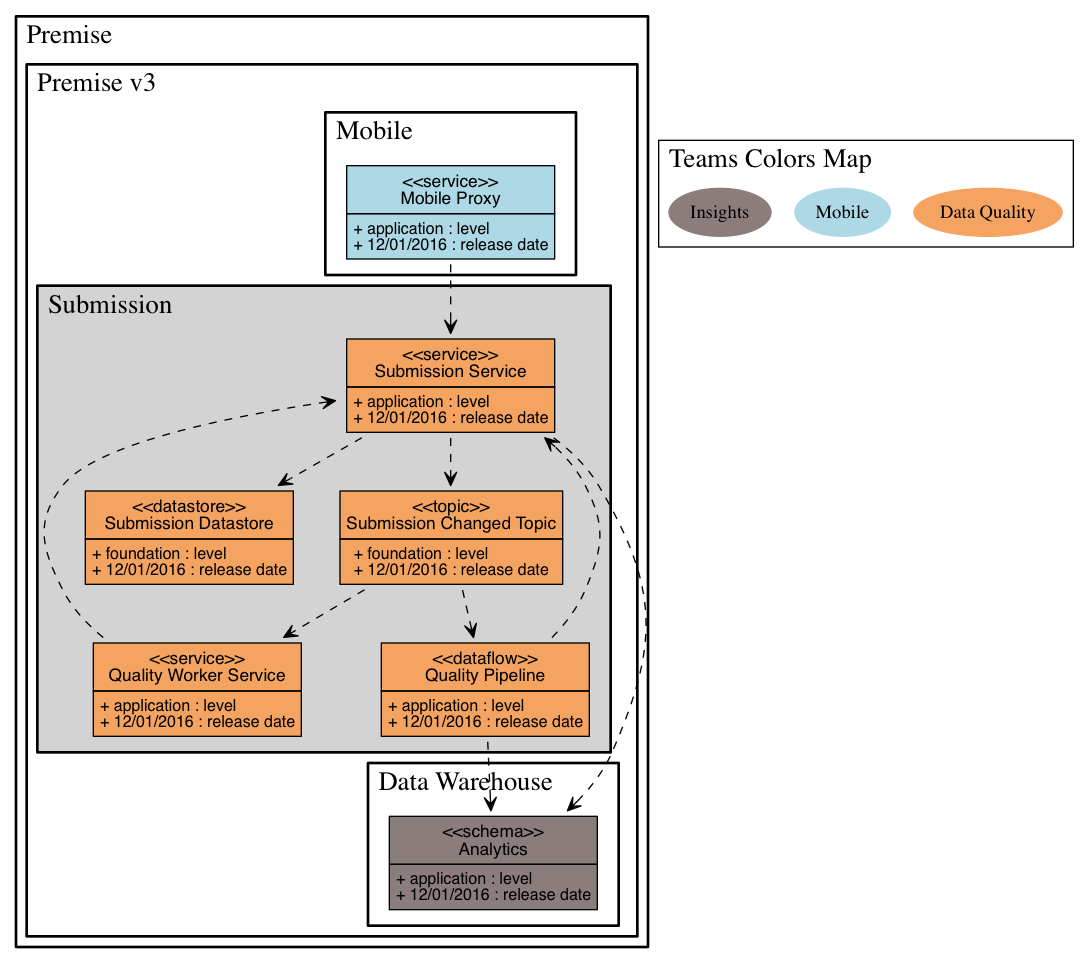 Premise
Premise v3
Mobile
<<service>>
Mobile Proxy
+ application : level
+ 12/01/2016 : release date
Teams Colors Map
Insights
Mobile
Data Quality
Submission
<<service>>
Submission Service
+ application : level
+ 12/01/2016 : release date
<<datastore>>
Submission Datastore
+ foundation : level
+ 12/01/2016 : release date
<<topic>>
Submission Changed Topic
+ foundation : level
+ 12/01/2016 : release date
<<service>>
Quality Worker Service
+ application : level
+ 12/01/2016 : release date
<<dataflow>>
Quality Pipeline
+ application : level
+ 12/01/2016 : release date
Data Warehouse
<<schema>>
Analytics
+ application : level
+ 12/01/2016 : release date